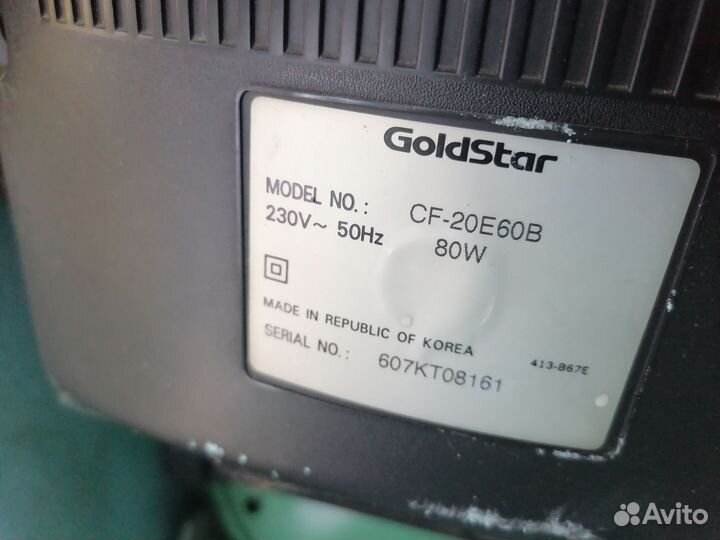 GoldStar
MODEL NO.: CF-20E60B
230V~ 50Hz 80W
MADE IN REPUBLIC OF KOREA
SERIAL NO.: 607KT08161
413-B67E
Avito